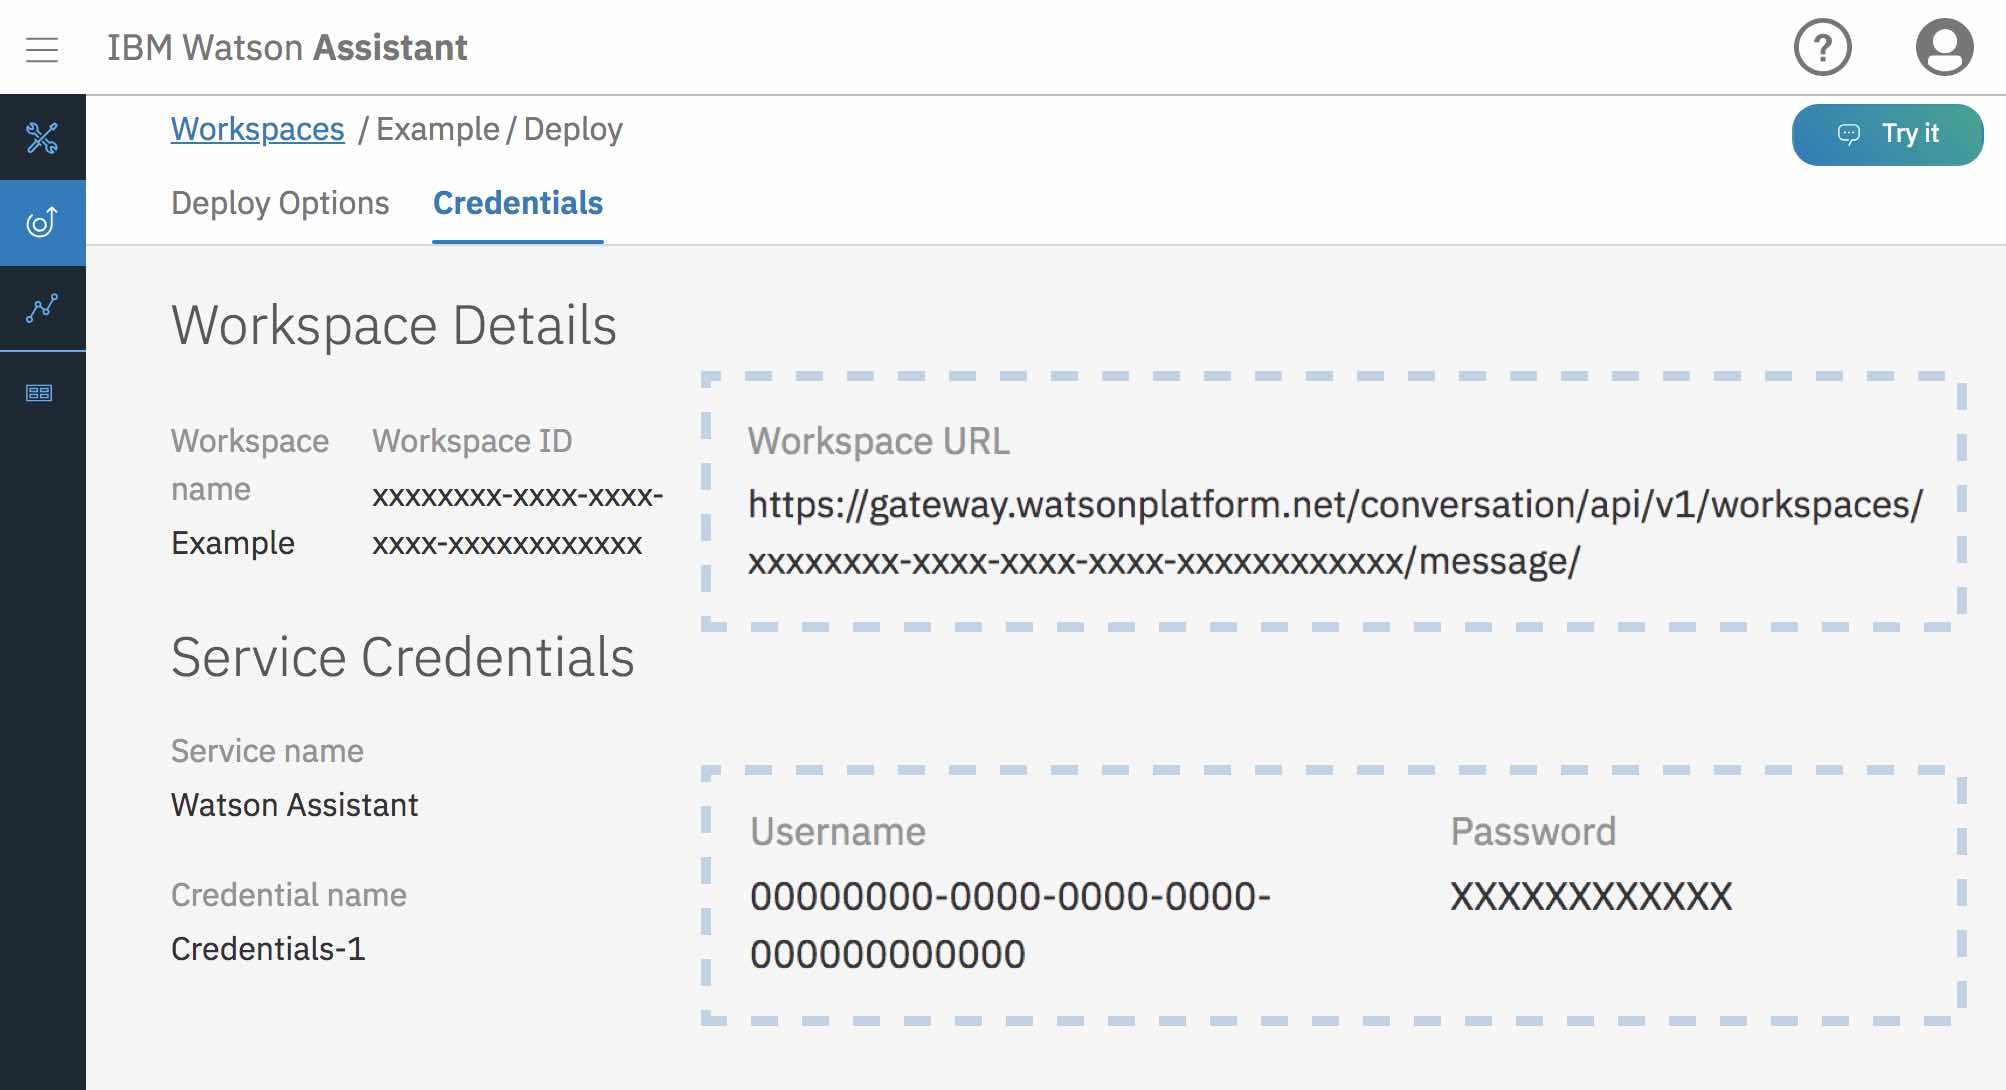 IBM Watson Assistant
?
Workspaces / Example / Deploy
Try it
Deploy Options
Credentials
Workspace Details
Workspace
name
Example
Workspace ID
xxxxxxxx-xxxx-xxxx-
xxxx-xxxxxxxxxxxx
Workspace URL
https://gateway.watsonplatform.net/conversation/api/v1/workspaces/
xxxxxxxx-xxxx-xxxx-xxxx-xxxxxxxxxxxx/message/
Service Credentials
Service name
Watson Assistant
Credential name
Credentials-1
Username
00000000-0000-0000-0000-
000000000000
Password
XXXXXXXXXXXX